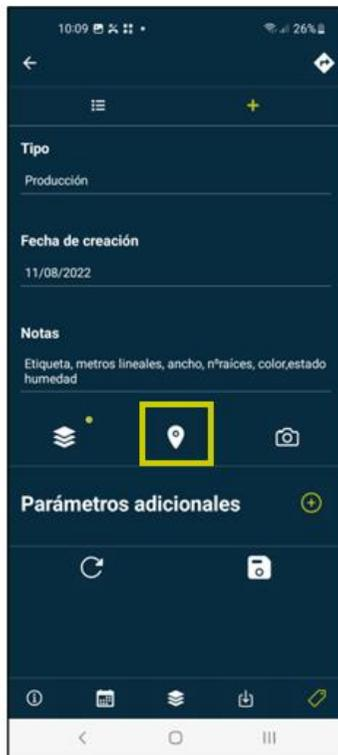 10:09
26%
Tipo
Producción
Fecha de creación
11/08/2022
Notas
Etiqueta, metros lineales, ancho, nºraíces, color,estado
humedad
Parámetros adicionales